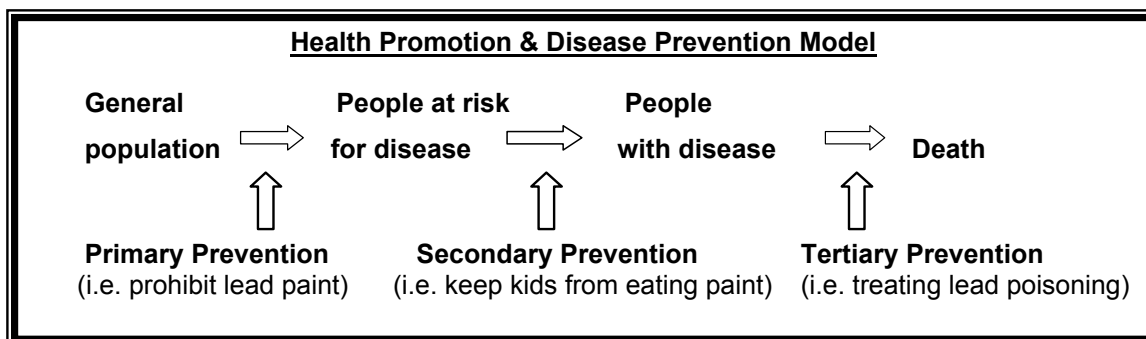 Health Promotion & Disease Prevention Model
General People at risk People
population for disease with disease Death
Primary Prevention Secondary Prevention Tertiary Prevention
(i.e. prohibit lead paint) (i.e. keep kids from eating paint) (i.e. treating lead poisoning)